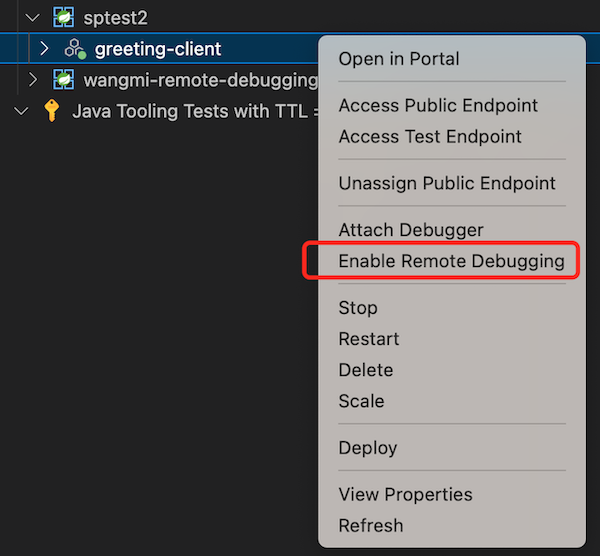 sptest2
greeting-client
wangmi-remote-debugging
Java Tooling Tests with TTL =
Open in Portal
Access Public Endpoint
Access Test Endpoint
Unassign Public Endpoint
Attach Debugger
Enable Remote Debugging
Stop
Restart
Delete
Scale
Deploy
View Properties
Refresh